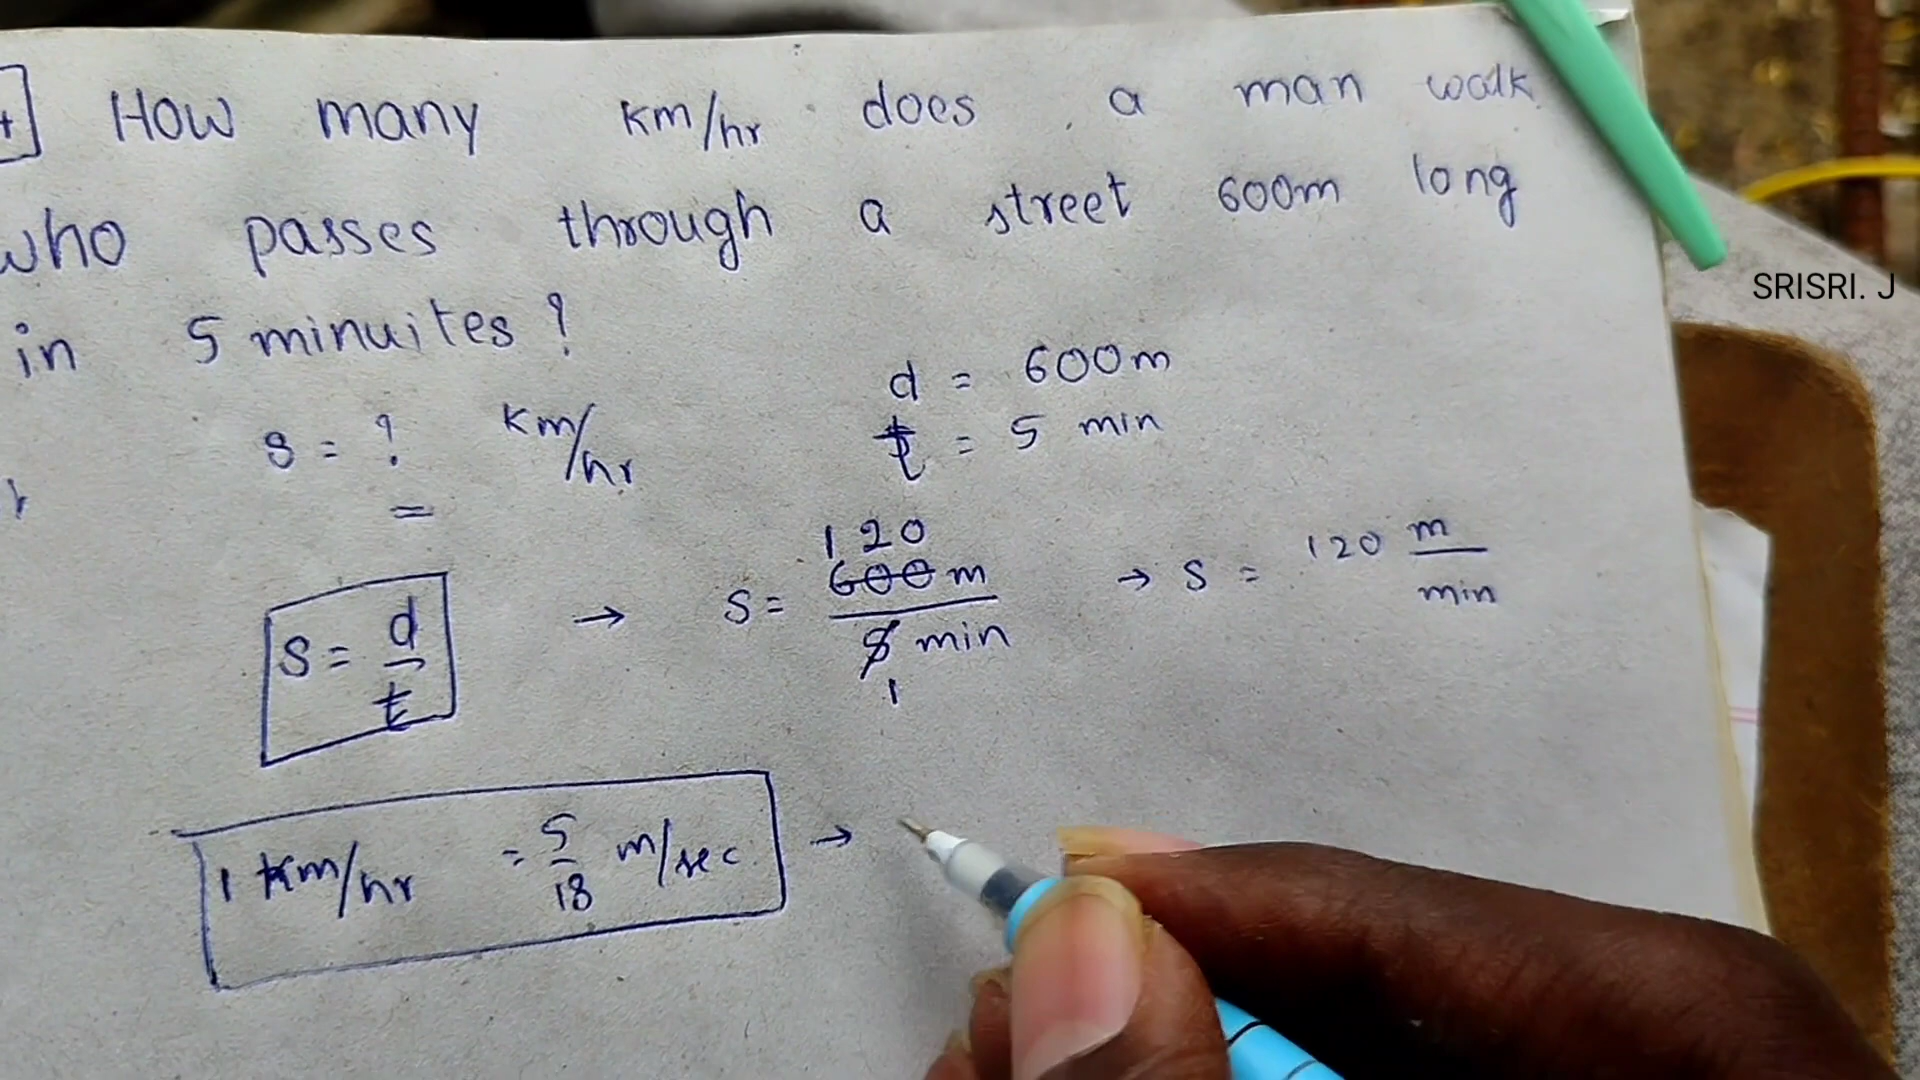 How many km/hr does a man walk
who passes through a street 600m long
in 5 minuites?
SRISRI. J
s = ? km/hr
=
d = 600m
t = 5 min
s = d/t → s = 600m/5 min 120 1 → s = 120 m/min
1 km/hr = 5/18 m/sec →